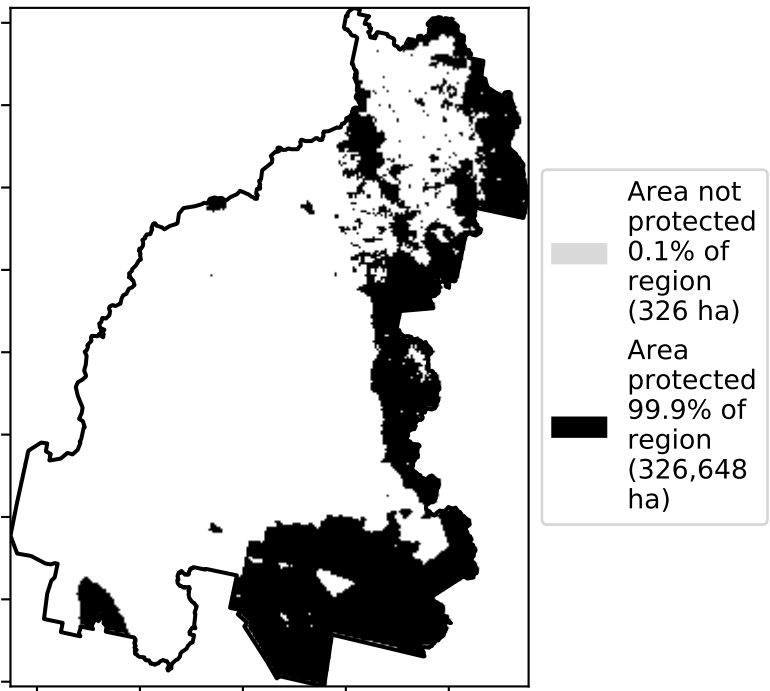 Area not
protected
0.1% of
region
(326 ha)
Area
protected
99.9% of
region
(326,648
ha)